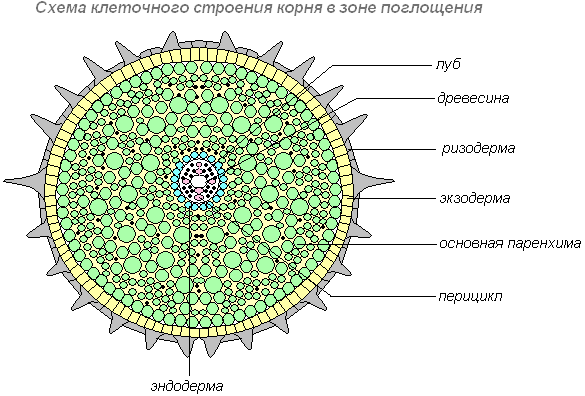 Схема клеточного строения корня в зоне поглощения
луб
древесина
ризодерма
экзодерма
основная паренхима
перицикл
эндодерма